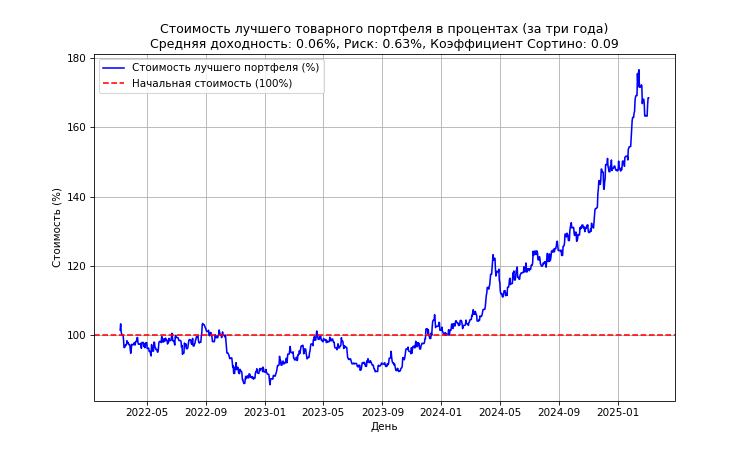 Стоимость лучшего товарного портфеля в процентах (за три года)
Средняя доходность: 0.06%, Риск: 0.63%, Коэффициент Сортино: 0.09
Стоимость лучшего портфеля (%)
Начальная стоимость (100%)
Стоимость (%)
180
160
140
120
100
2022-05 2022-09 2023-01 2023-05 2023-09 2024-01 2024-05 2024-09 2025-01
День